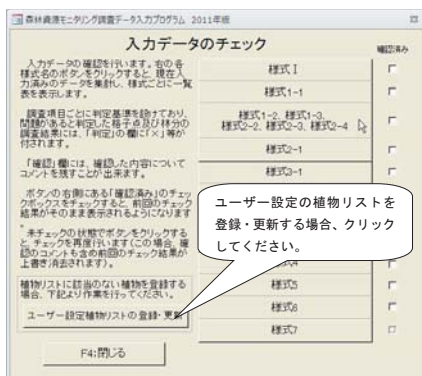 森林資源モニタリング調査データ入力プログラム 2011年版
入力データのチェック
確認済み
入力データの確認を行います。右の各
様式名のボタンをクリックすると、現在入
力済みのデータを集計し、様式ごとに一覧
表を表示します。
調査項目ごとに判定基準を設けており、
問題があると判定した格子点及び林分の
調査結果には、「判定」の欄に「×」等が
付されます。
「確認」欄には、確認した内容について
コメントを残すことが出来ます。
ボタンの右側にある「確認済み」のチェッ
クボックスをチェックすると、前回のチェック
結果がそのまま表示されるようになります
。
未チェックの状態でボタンをクリックする
と、チェックを再度行います(この場合、確
認のコメントも含め前回のチェック結果が
上書き消去されます)。
植物リストに該当のない植物を登録する
場合、下記より作業を行ってください。
ユーザー設定植物リストの登録・更新
F4:閉じる
様式Ⅰ
様式1-1
様式1-2、様式1-3、
様式2-2、様式2-3、様式2-4
様式2-1
様式3-1
ユーザー設定の植物リストを
登録・更新する場合、クリック
してください。
様式4
様式5
様式6
様式7